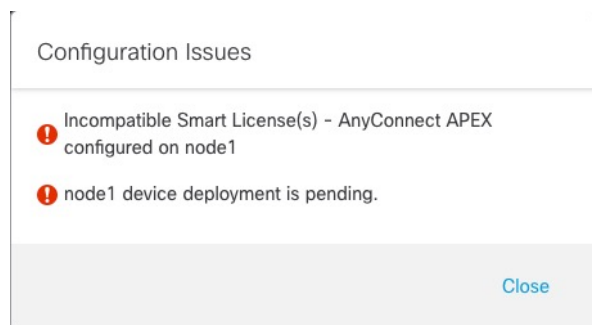 Configuration Issues
Incompatible Smart License(s) - AnyConnect APEX
configured on node1
node1 device deployment is pending.
Close